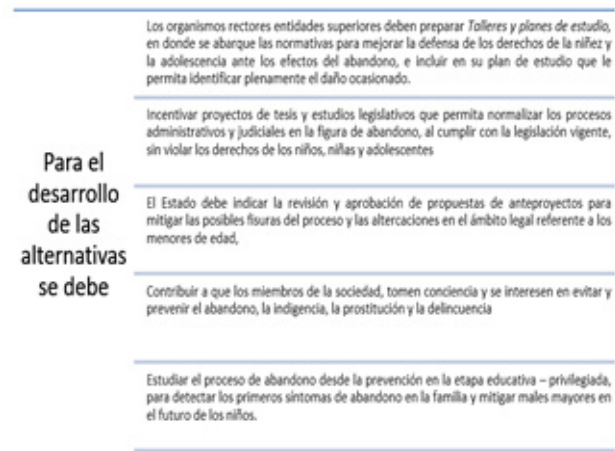 Para el
desarrollo
de las
alternativas
se debe
Los organismos rectores entidades superiores deben preparar Talleres y planes de estudio,
en donde se abarque las normativas para mejorar la defensa de los derechos de la niñez y
la adolescencia ante los efectos del abandono, e incluir en su plan de estudio que le
permita identificar plenamente el daño ocasionado.
Incentivar proyectos de tesis y estudios legislativos que permita normalizar los procesos
administrativos y judiciales en la figura de abandono, al cumplir con la legislación vigente,
sin violar los derechos de los niños, niñas y adolescentes
El Estado debe indicar la revisión y aprobación de propuestas de anteproyectos para
mitigar las posibles fisuras del proceso y las altercaciones en el ámbito legal referente a los
menores de edad,
Contribuir a que los miembros de la sociedad, tomen conciencia y se interesen en evitar y
prevenir el abandono, la indigencia, la prostitución y la delincuencia
Estudiar el proceso de abandono desde la prevención en la etapa educativa – privilegiada,
para detectar los primeros síntomas de abandono en la familia y mitigar males mayores en
el futuro de los niños.